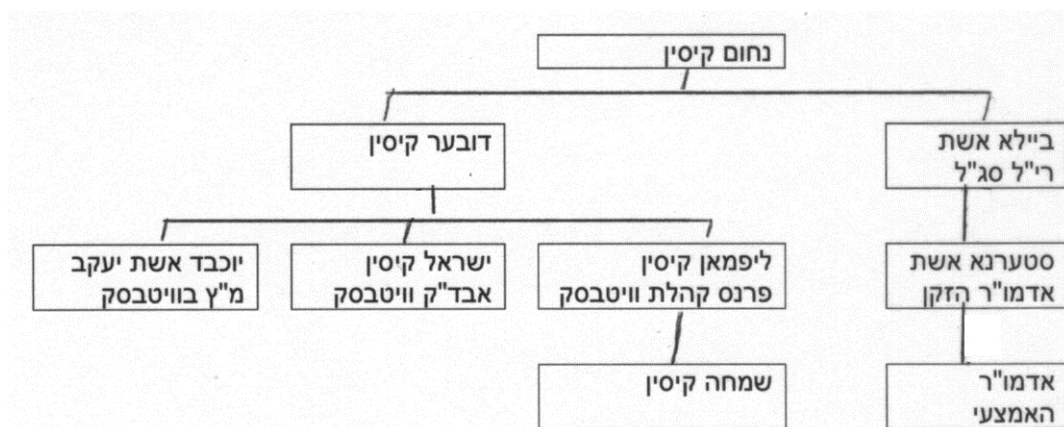 נחום קיסין
ביילא אשת
רי"ל סג"ל
דובער קיסין
סטערנא אשת
אדמו"ר הזקן
ליפמאן קיסין
פרנס קהלת וויטבסק
ישראל קיסין
אבד"ק וויטבסק
יוכבד אשת יעקב
מ"ץ בוויטבסק
אדמו"ר
האמצעי
שמחה קיסין